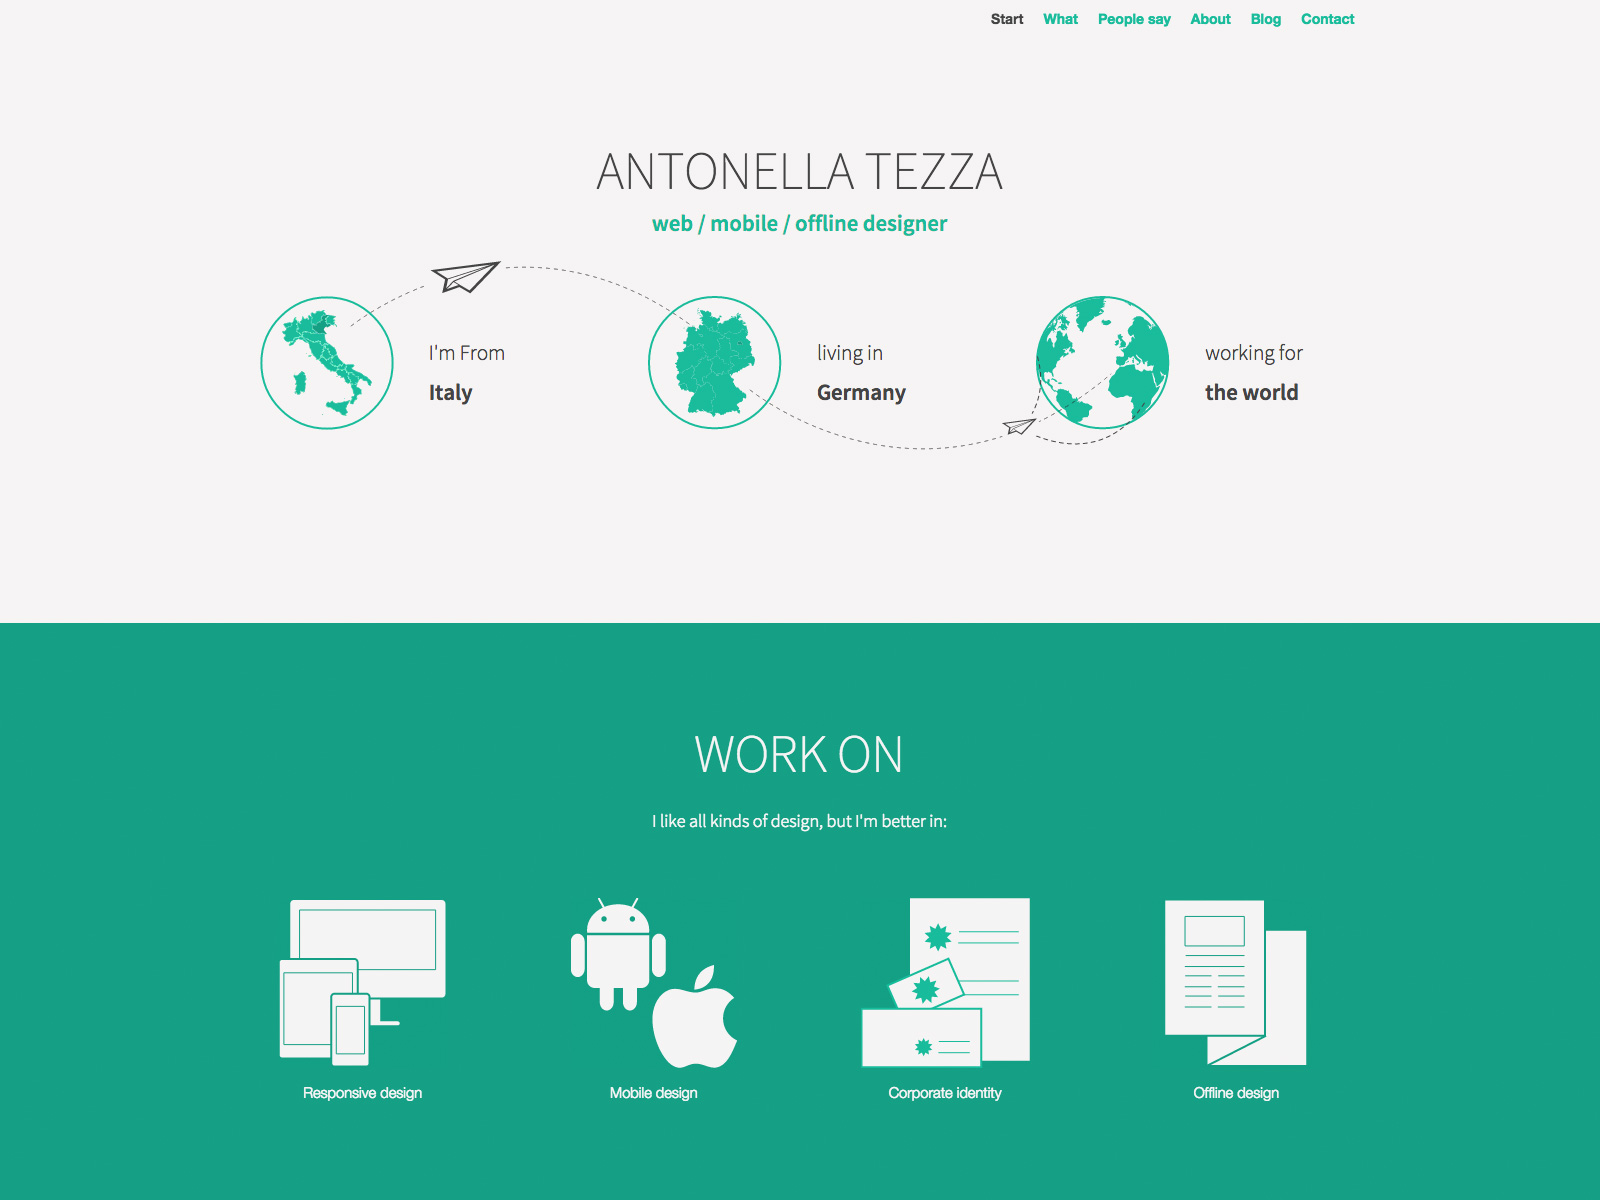 Start What People say About Blog Contact
ANTONELLA TEZZA
web / mobile / offline designer
I'm From
Italy
living in
Germany
working for
the world
WORK ON
I like all kinds of design, but I'm better in:
Responsive design
Mobile design
Corporate identity
Offline design